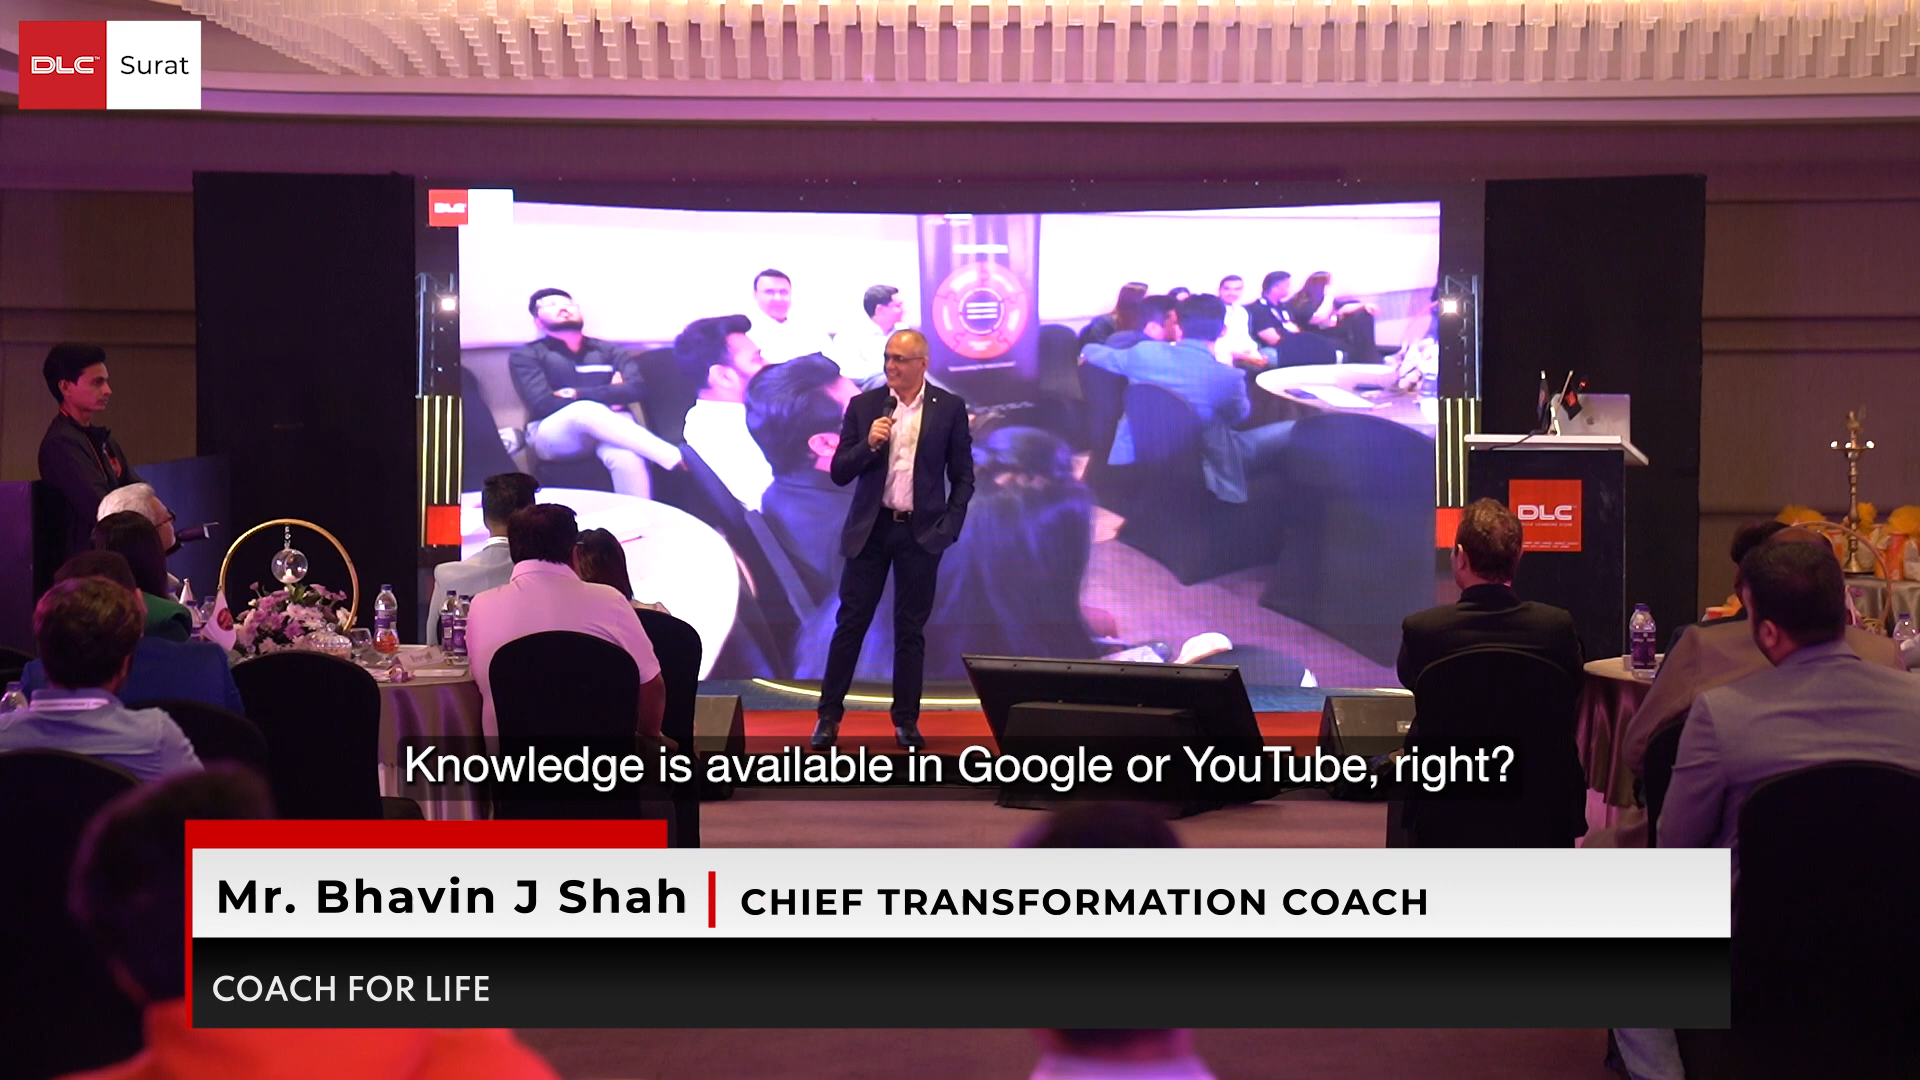 DLC™ Surat
DLC
DLC
Knowledge is available in Google or YouTube, right?
Mr. Bhavin J Shah | CHIEF TRANSFORMATION COACH
COACH FOR LIFE